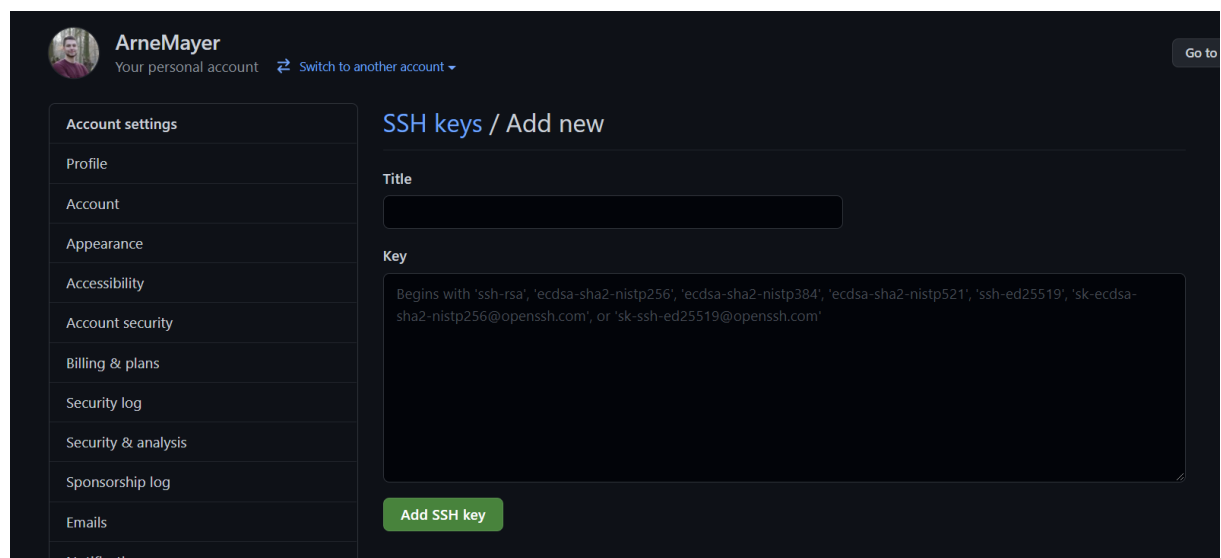 ArneMayer
Your personal account Switch to another account
Go to
Account settings
Profile
Account
Appearance
Accessibility
Account security
Billing & plans
Security log
Security & analysis
Sponsorship log
Emails
SSH keys / Add new
Title
Key
Begins with 'ssh-rsa', 'ecdsa-sha2-nistp256', 'ecdsa-sha2-nistp384', 'ecdsa-sha2-nistp521', 'ssh-ed25519', 'sk-ecdsa-
sha2-nistp256@openssh.com', or 'sk-ssh-ed25519@openssh.com'
Add SSH key